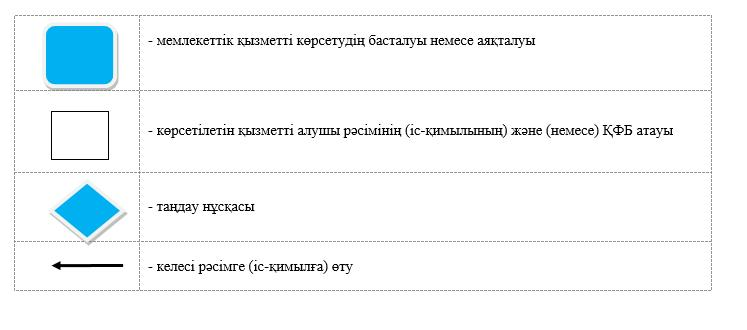 - мемлекеттік қызметті көрсетудің басталуы немесе аяқталуы
- көрсетілетін қызметті алушы рәсімінің (іс-қимылының) және (немесе) ҚФБ атауы
- таңдау нұсқасы
- келесі рәсімге (іс-қимылға) өту